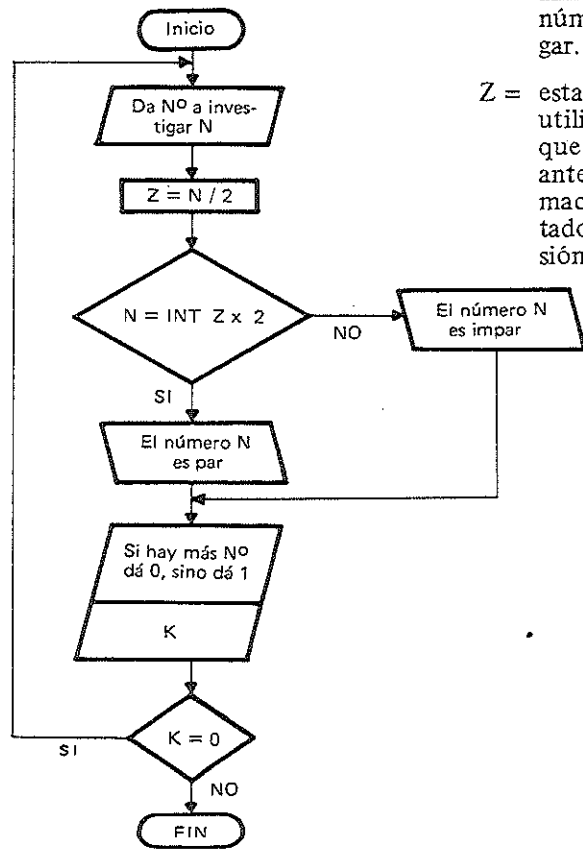 Inicio
Da Nº a inves-
tigar N
Z = N / 2
N = INT Z x 2
NO
El número N
es impar
SI
El número N
es par
Si hay más Nº
dá 0, sino dá 1
K
K = 0
SI
NO
FIN
núm
gar.
Z = esta
utili
que
ante
mac
tado
sión